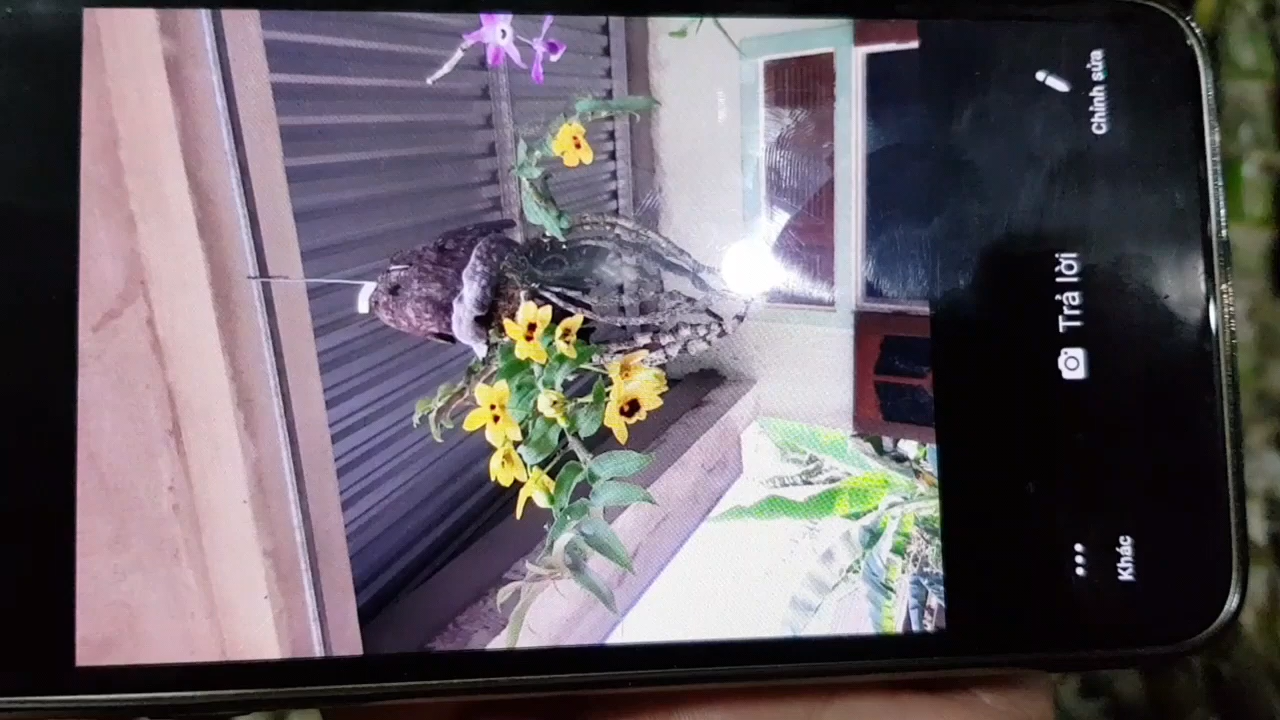 Chỉnh sửa
Trả lời
Khác